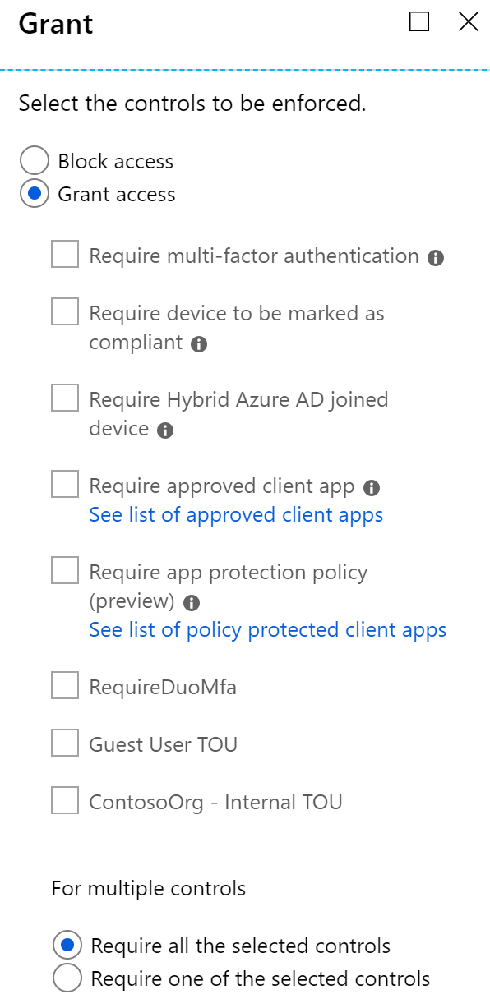 Grant
Select the controls to be enforced.
Block access
Grant access
Require multi-factor authentication
Require device to be marked as
compliant
Require Hybrid Azure AD joined
device
Require approved client app
See list of approved client apps
Require app protection policy
(preview)
See list of policy protected client apps
RequireDuoMfa
Guest User TOU
ContosoOrg - Internal TOU
For multiple controls
Require all the selected controls
Require one of the selected controls